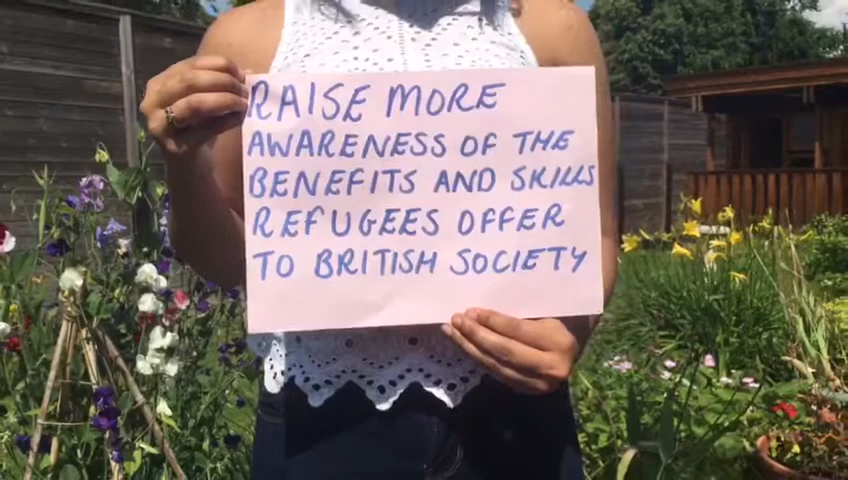 RAISE MORE
AWARENESS OF THE
BENEFITS AND SKILLS
REFUGEES OFFER
TO BRITISH SOCIETY